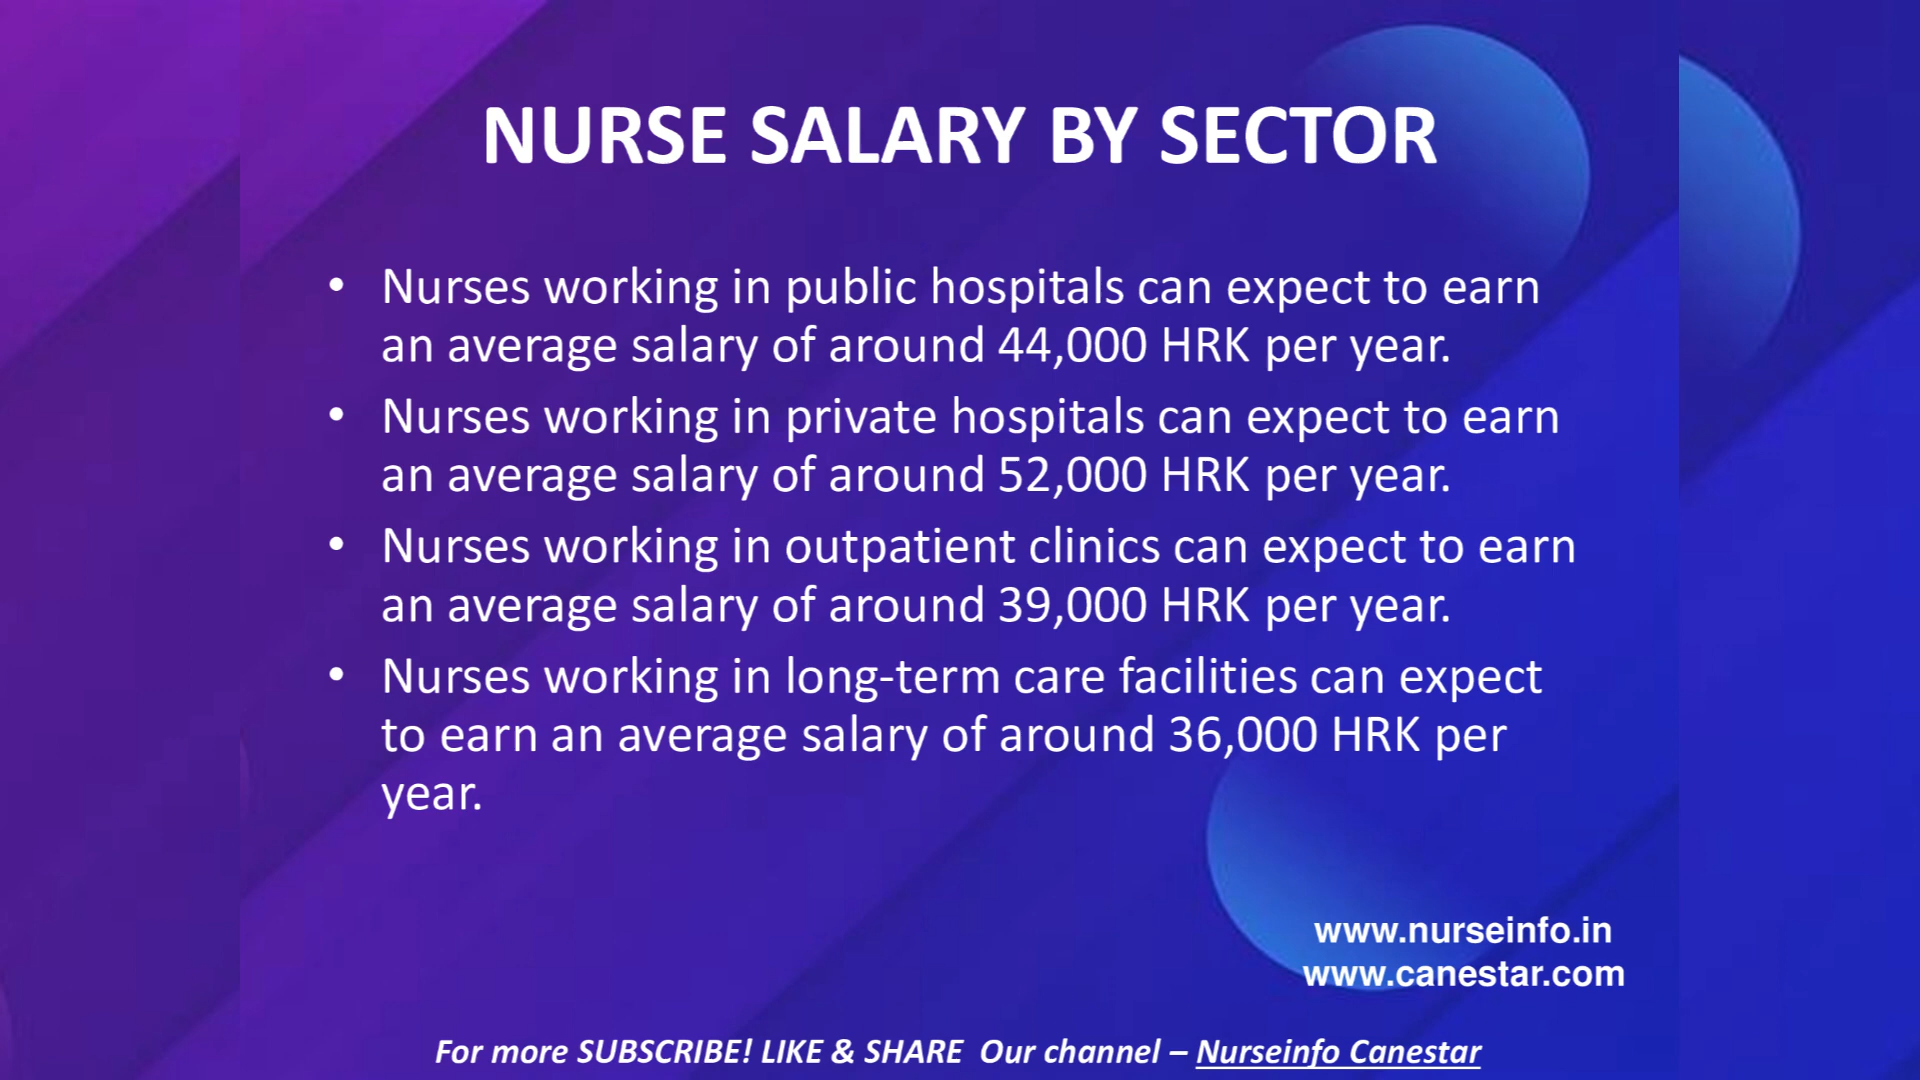 NURSE SALARY BY SECTOR
• Nurses working in public hospitals can expect to earn
an average salary of around 44,000 HRK per year.
• Nurses working in private hospitals can expect to earn
an average salary of around 52,000 HRK per year.
• Nurses working in outpatient clinics can expect to earn
an average salary of around 39,000 HRK per year.
• Nurses working in long-term care facilities can expect
to earn an average salary of around 36,000 HRK per
year.
www.nurseinfo.in
www.canestar.com
For more SUBSCRIBE! LIKE & SHARE Our channel – Nurseinfo Canestar